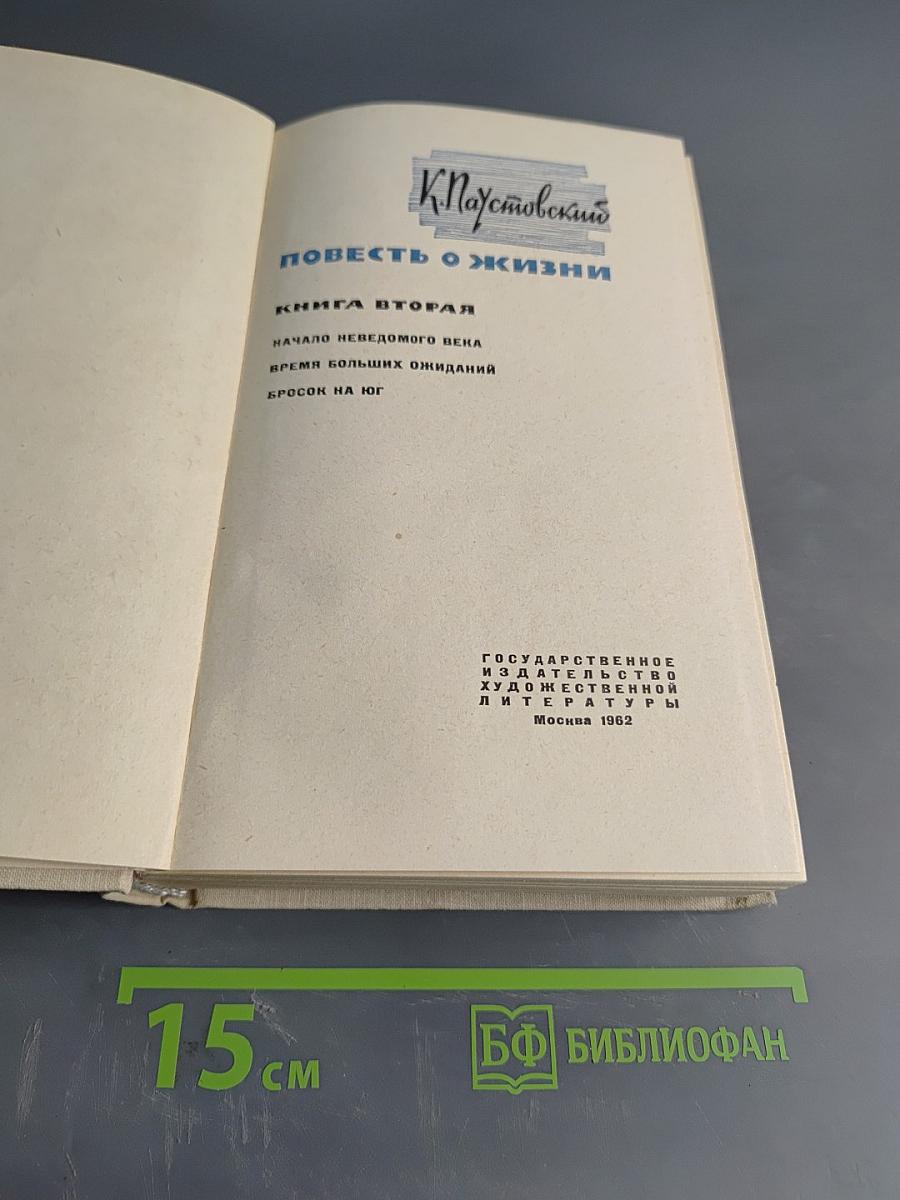 К. Паустовский
ПОВЕСТЬ О ЖИЗНИ
КНИГА ВТОРАЯ
НАЧАЛО НЕВЕДОМОГО ВЕКА
ВРЕМЯ БОЛЬШИХ ОЖИДАНИЙ
БРОСОК НА ЮГ
ГОСУДАРСТВЕННОЕ
ИЗДАТЕЛЬСТВО
ХУДОЖЕСТВЕННОЙ
ЛИТЕРАТУРЫ
Москва 1962
15 см
БФ БИБЛИОФАН